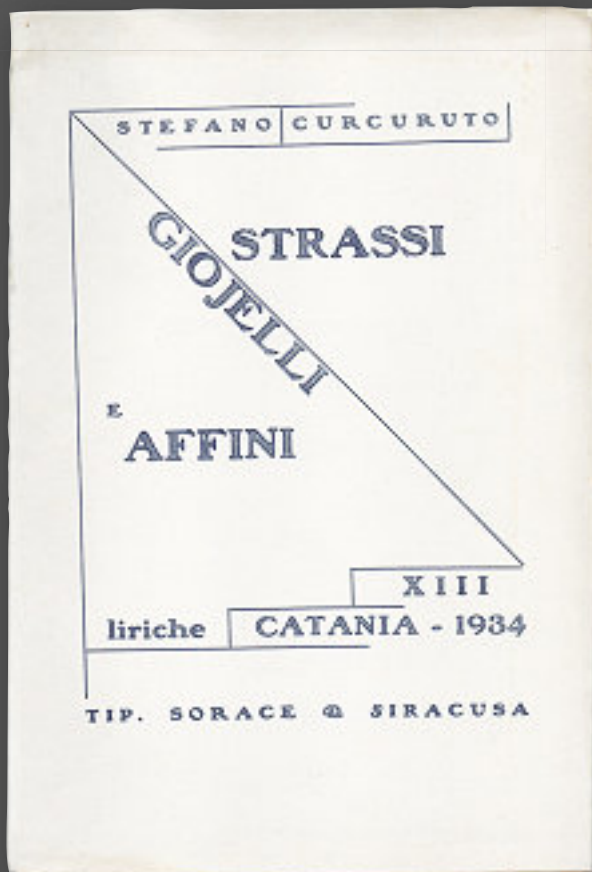 STEFANO CURCURUTO
STRASSI
GIOJELLI
E
AFFINI
XIII
liriche CATANIA - 1934
TIP. SORACE & SIRACUSA